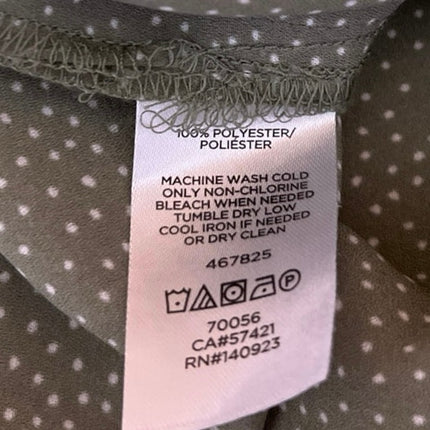 100% POLYESTER/
POLIÉSTER
MACHINE WASH COLD
ONLY NON-CHLORINE
BLEACH WHEN NEEDED
TUMBLE DRY LOW
COOL IRON IF NEEDED
OR DRY CLEAN
467825
P
70056
CA#57421
RN#140923